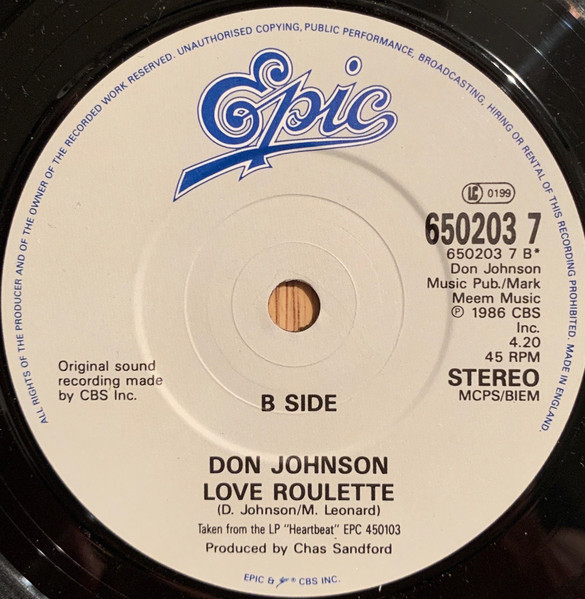 ALL RIGHTS OF THE PRODUCER AND OF THE OWNER OF THE RECORDED WORK RESERVED. UNAUTHORISED COPYING, PUBLIC PERFORMANCE, BROADCASTING, HIRING OR RENTAL OF THIS RECORDING PROHIBITED. MADE IN ENGLAND.
Epic
LC 0199
650203 7
650203 7 B*
Don Johnson
Music Pub./Mark
Meem Music
℗ 1986 CBS
Inc.
4.20
45 RPM
STEREO
MCPS/BIEM
Original sound
recording made
by CBS Inc.
B SIDE
DON JOHNSON
LOVE ROULETTE
(D. Johnson/M. Leonard)
Taken from the LP "Heartbeat" EPC 450103
Produced by Chas Sandford
EPIC & ® CBS INC.